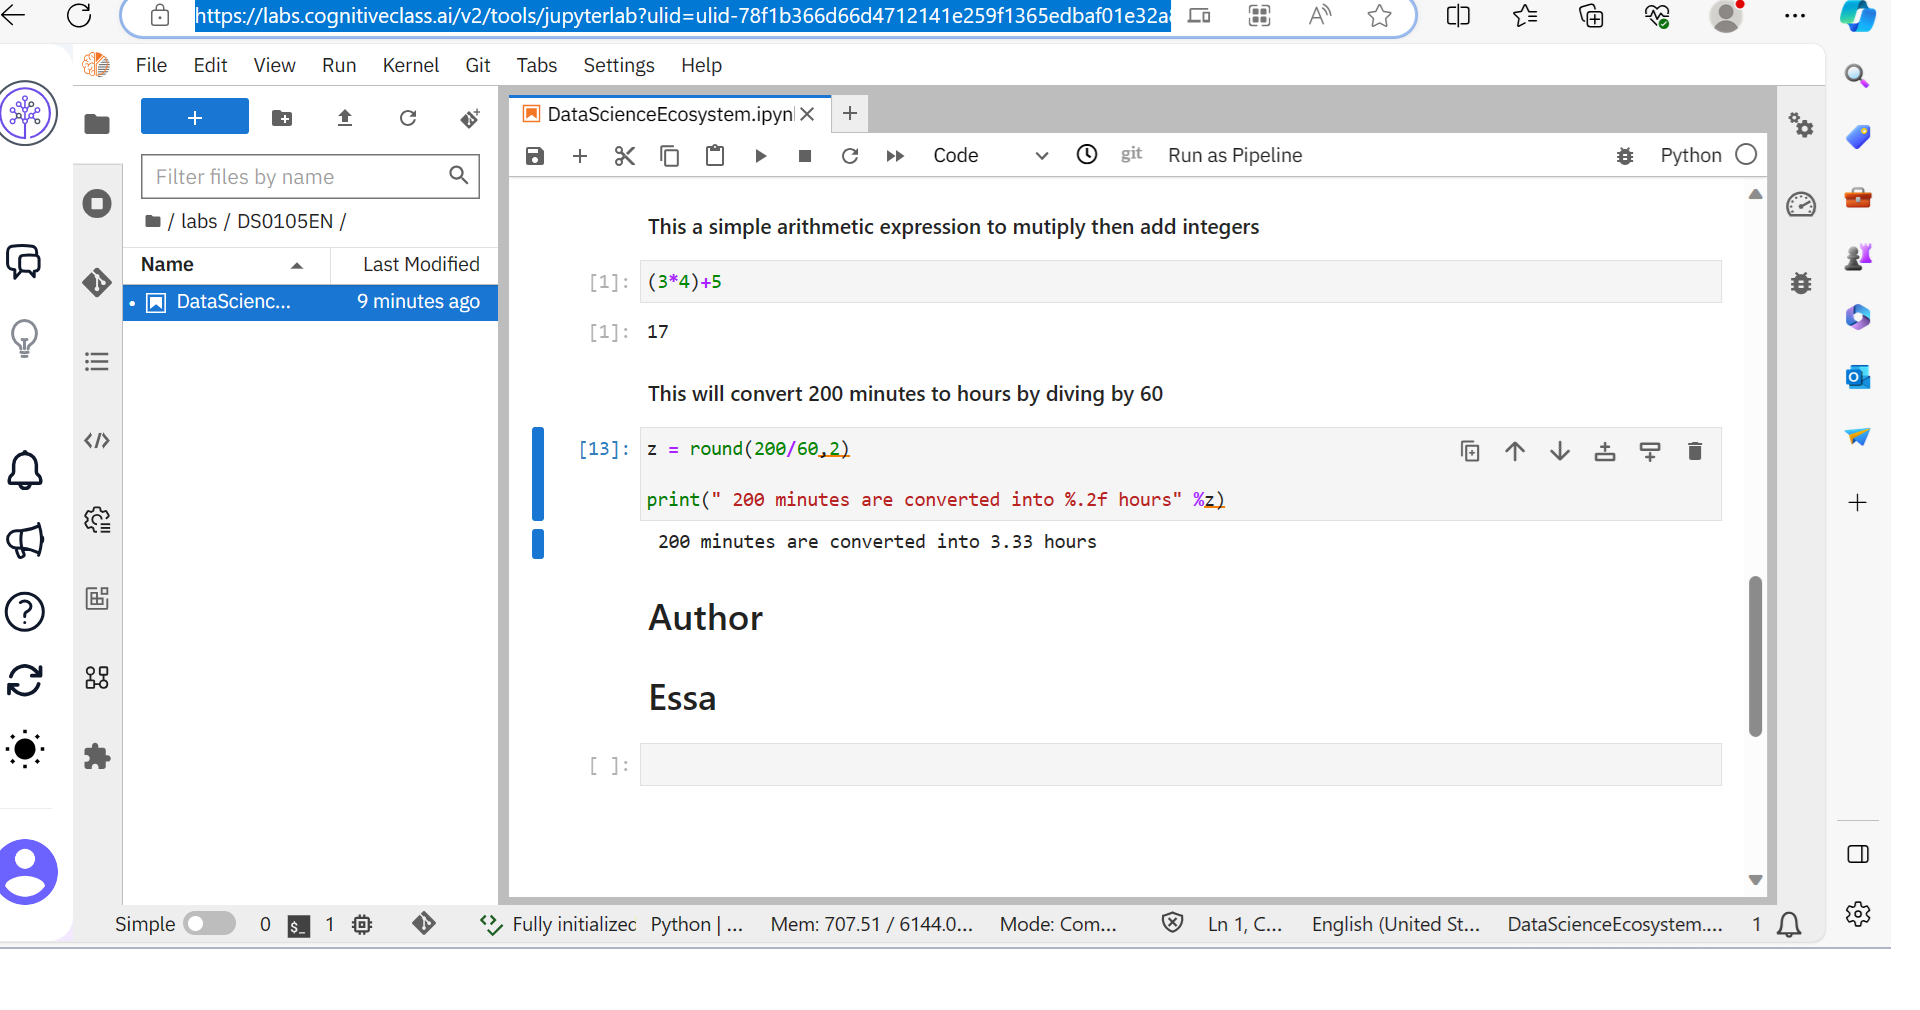 https://labs.cognitiveclass.ai/v2/tools/jupyterlab?ulid=ulid-78f1b366d66d4712141e259f1365edbaf01e32a
File Edit View Run Kernel Git Tabs Settings Help
+
DataScienceEcosystem.ipyn
Filter files by name
/ labs / DS0105EN /
Name Last Modified
DataScienc... 9 minutes ago
Code git Run as Pipeline Python
This a simple arithmetic expression to mutiply then add integers
[1]: (3*4)+5
[1]: 17
This will convert 200 minutes to hours by diving by 60
[13]: z = round(200/60,2)
print(" 200 minutes are converted into %.2f hours" %z)
200 minutes are converted into 3.33 hours
Author
Essa
[ ]:
Simple 0 $_ 1 Fully initialized Python | ... Mem: 707.51 / 6144.0... Mode: Com... Ln 1, C... English (United St... DataScienceEcosystem.... 1